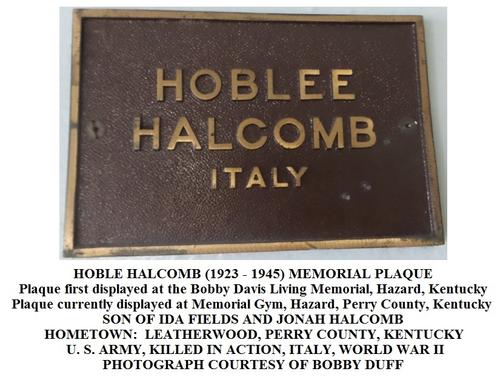 HOBLEE
HALCOMB
ITALY
HOBLE HALCOMB (1923 - 1945) MEMORIAL PLAQUE
Plaque first displayed at the Bobby Davis Living Memorial, Hazard, Kentucky
Plaque currently displayed at Memorial Gym, Hazard, Perry County, Kentucky
SON OF IDA FIELDS AND JONAH HALCOMB
HOMETOWN: LEATHERWOOD, PERRY COUNTY, KENTUCKY
U. S. ARMY, KILLED IN ACTION, ITALY, WORLD WAR II
PHOTOGRAPH COURTESY OF BOBBY DUFF